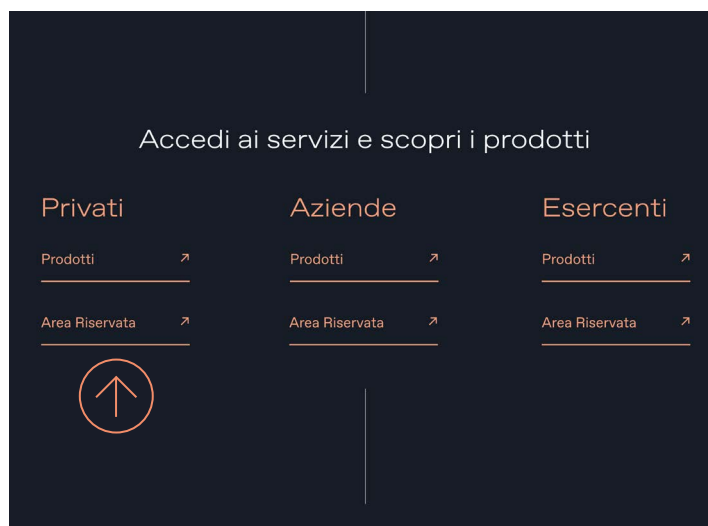 Accedi ai servizi e scopri i prodotti
Privati
Aziende
Esercenti
Prodotti
Prodotti
Prodotti
Area Riservata
Area Riservata
Area Riservata